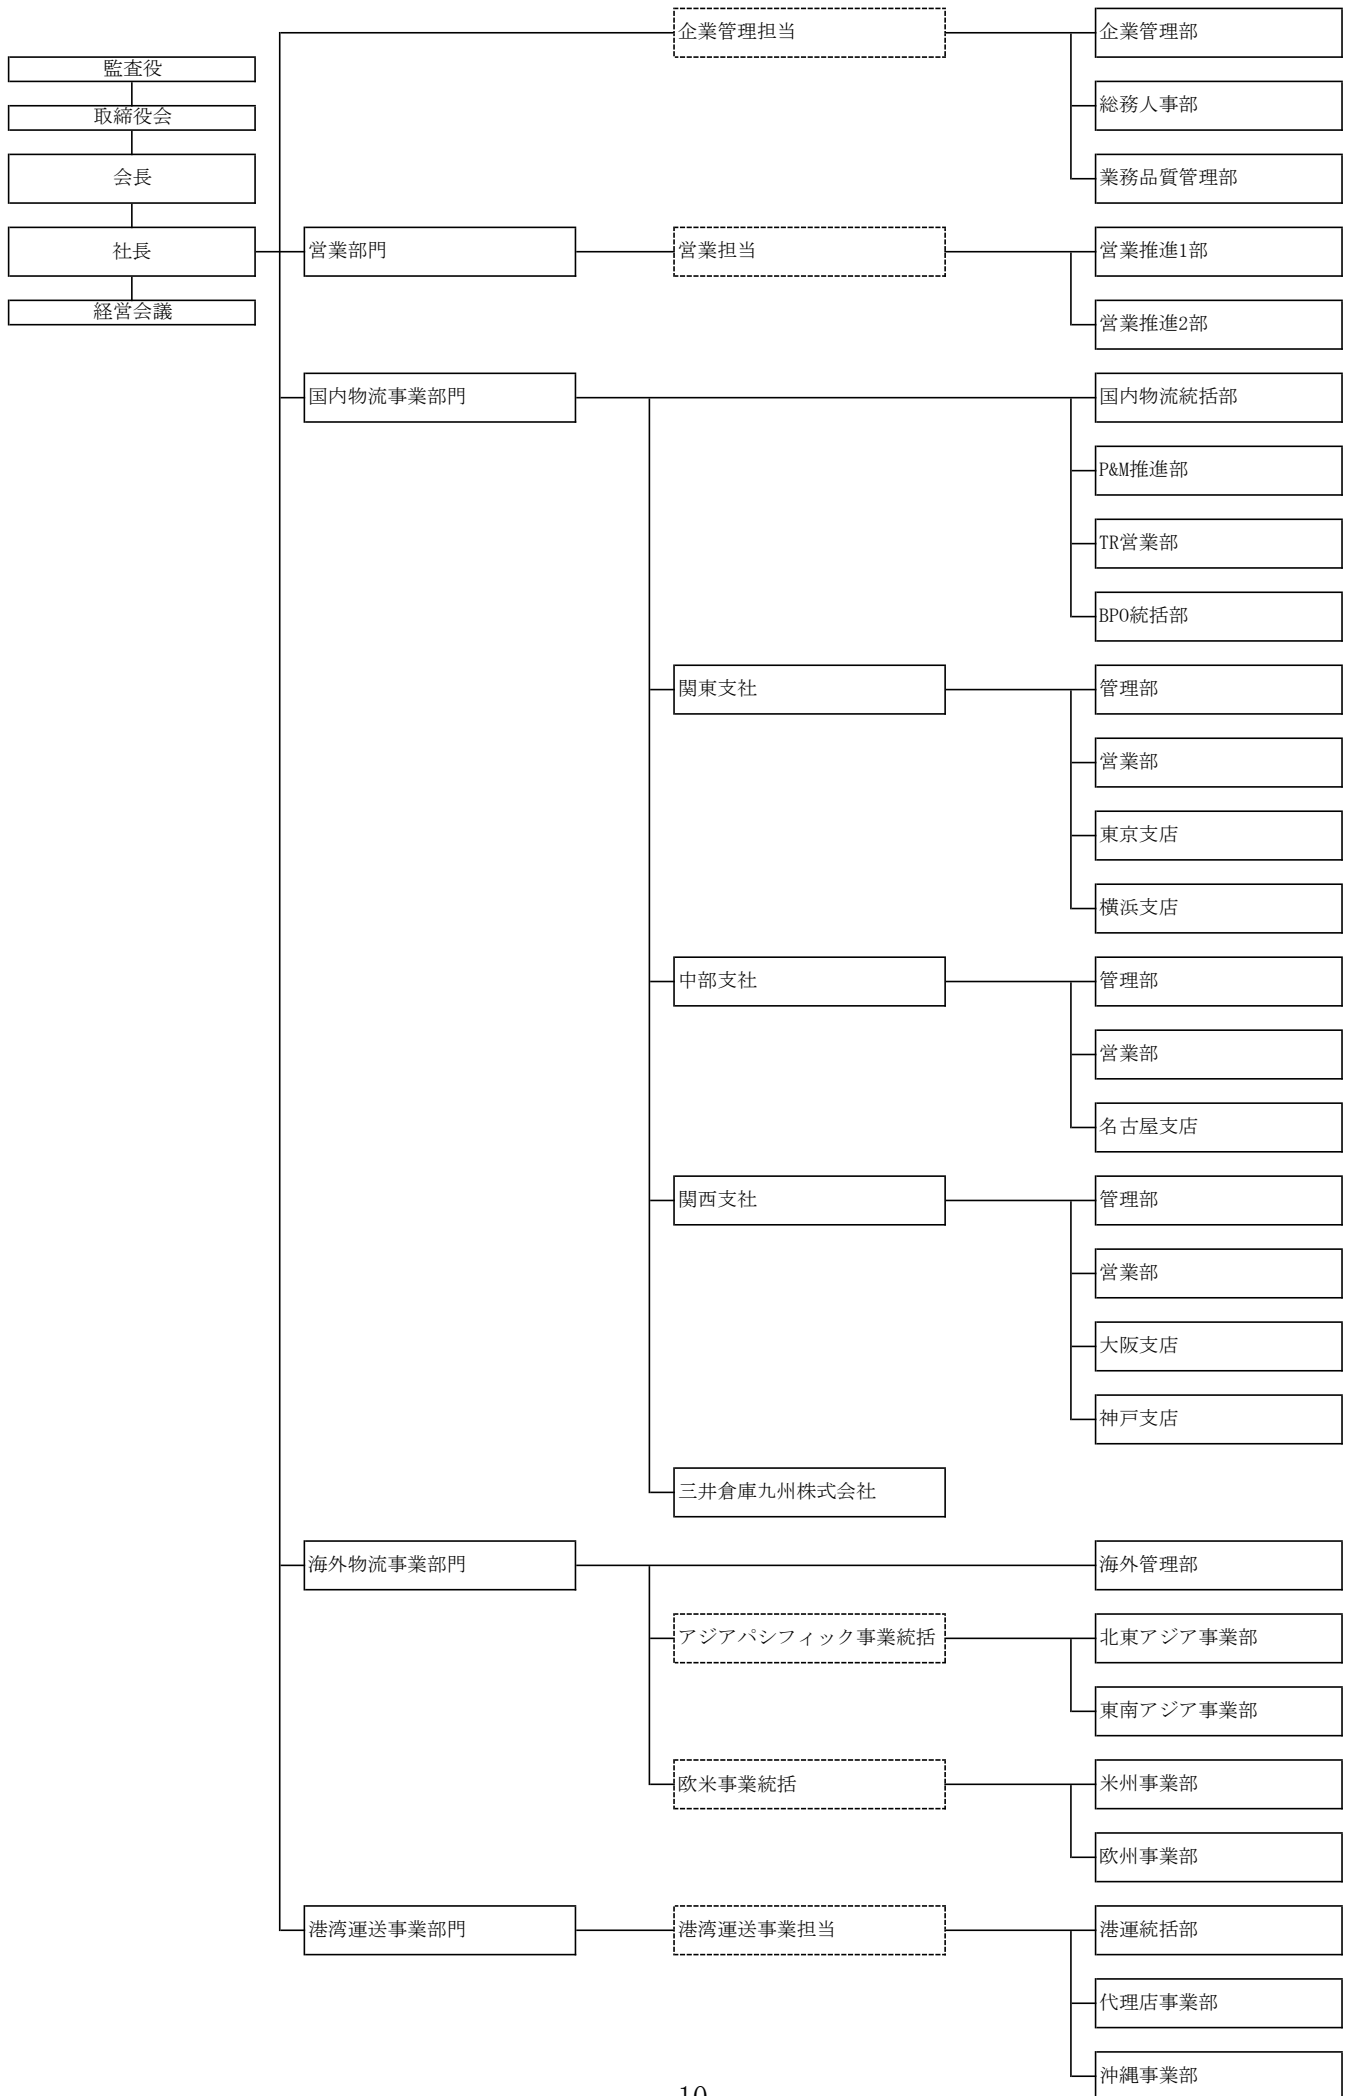 企業管理担当
企業管理部
監査役
総務人事部
取締役会
会長
業務品質管理部
社長
営業部門
営業担当
営業推進1部
経営会議
営業推進2部
国内物流事業部門
国内物流統括部
P&M推進部
TR営業部
BPO統括部
関東支社
管理部
営業部
東京支店
横浜支店
中部支社
管理部
営業部
名古屋支店
関西支社
管理部
営業部
大阪支店
神戸支店
三井倉庫九州株式会社
海外物流事業部門
海外管理部
アジアパシフィック事業統括
北東アジア事業部
東南アジア事業部
欧米事業統括
米州事業部
欧州事業部
港湾運送事業部門
港湾運送事業担当
港運統括部
代理店事業部
沖縄事業部
10